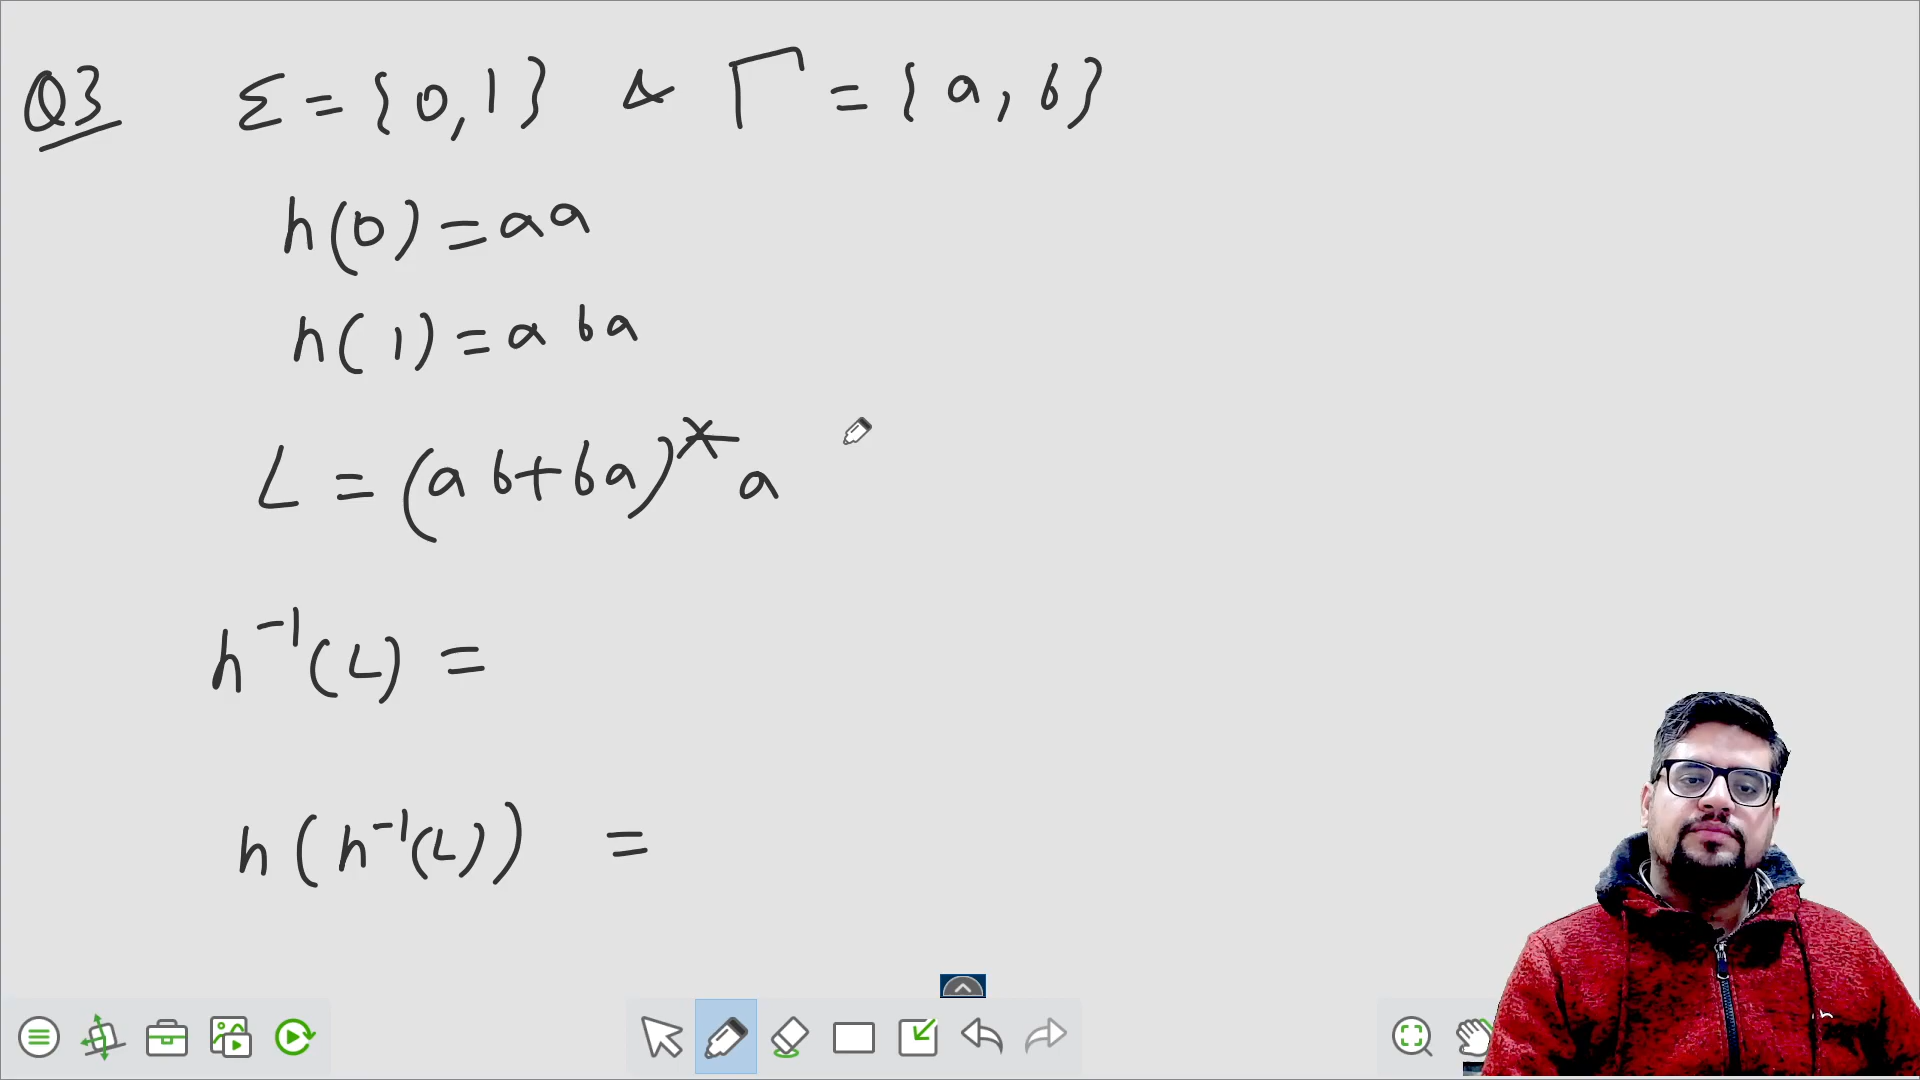 Q3 Σ = {0,1} & Γ = {a, b}
h(0) = aa
h(1) = aba
L = (ab+ba)* a
h⁻¹(L) =
h(h⁻¹(L)) =